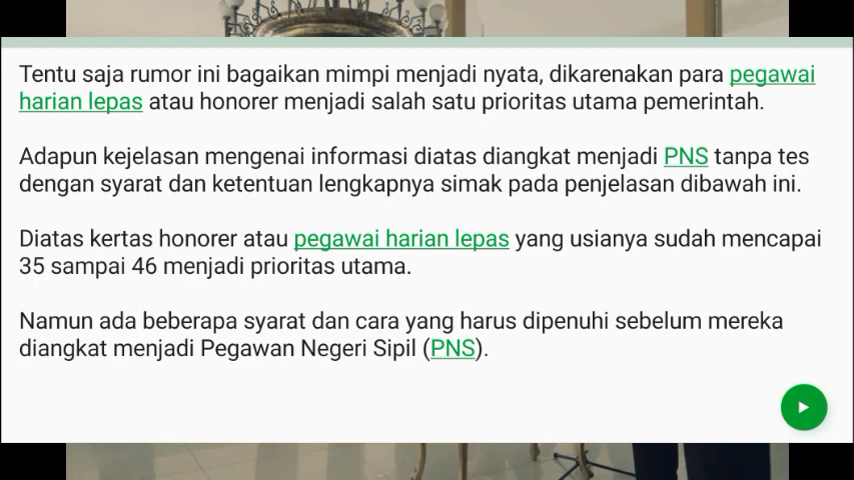 Tentu saja rumor ini bagaikan mimpi menjadi nyata, dikarenakan para pegawai
harian lepas atau honorer menjadi salah satu prioritas utama pemerintah.
Adapun kejelasan mengenai informasi diatas diangkat menjadi PNS tanpa tes
dengan syarat dan ketentuan lengkapnya simak pada penjelasan dibawah ini.
Diatas kertas honorer atau pegawai harian lepas yang usianya sudah mencapai
35 sampai 46 menjadi prioritas utama.
Namun ada beberapa syarat dan cara yang harus dipenuhi sebelum mereka
diangkat menjadi Pegawan Negeri Sipil (PNS).